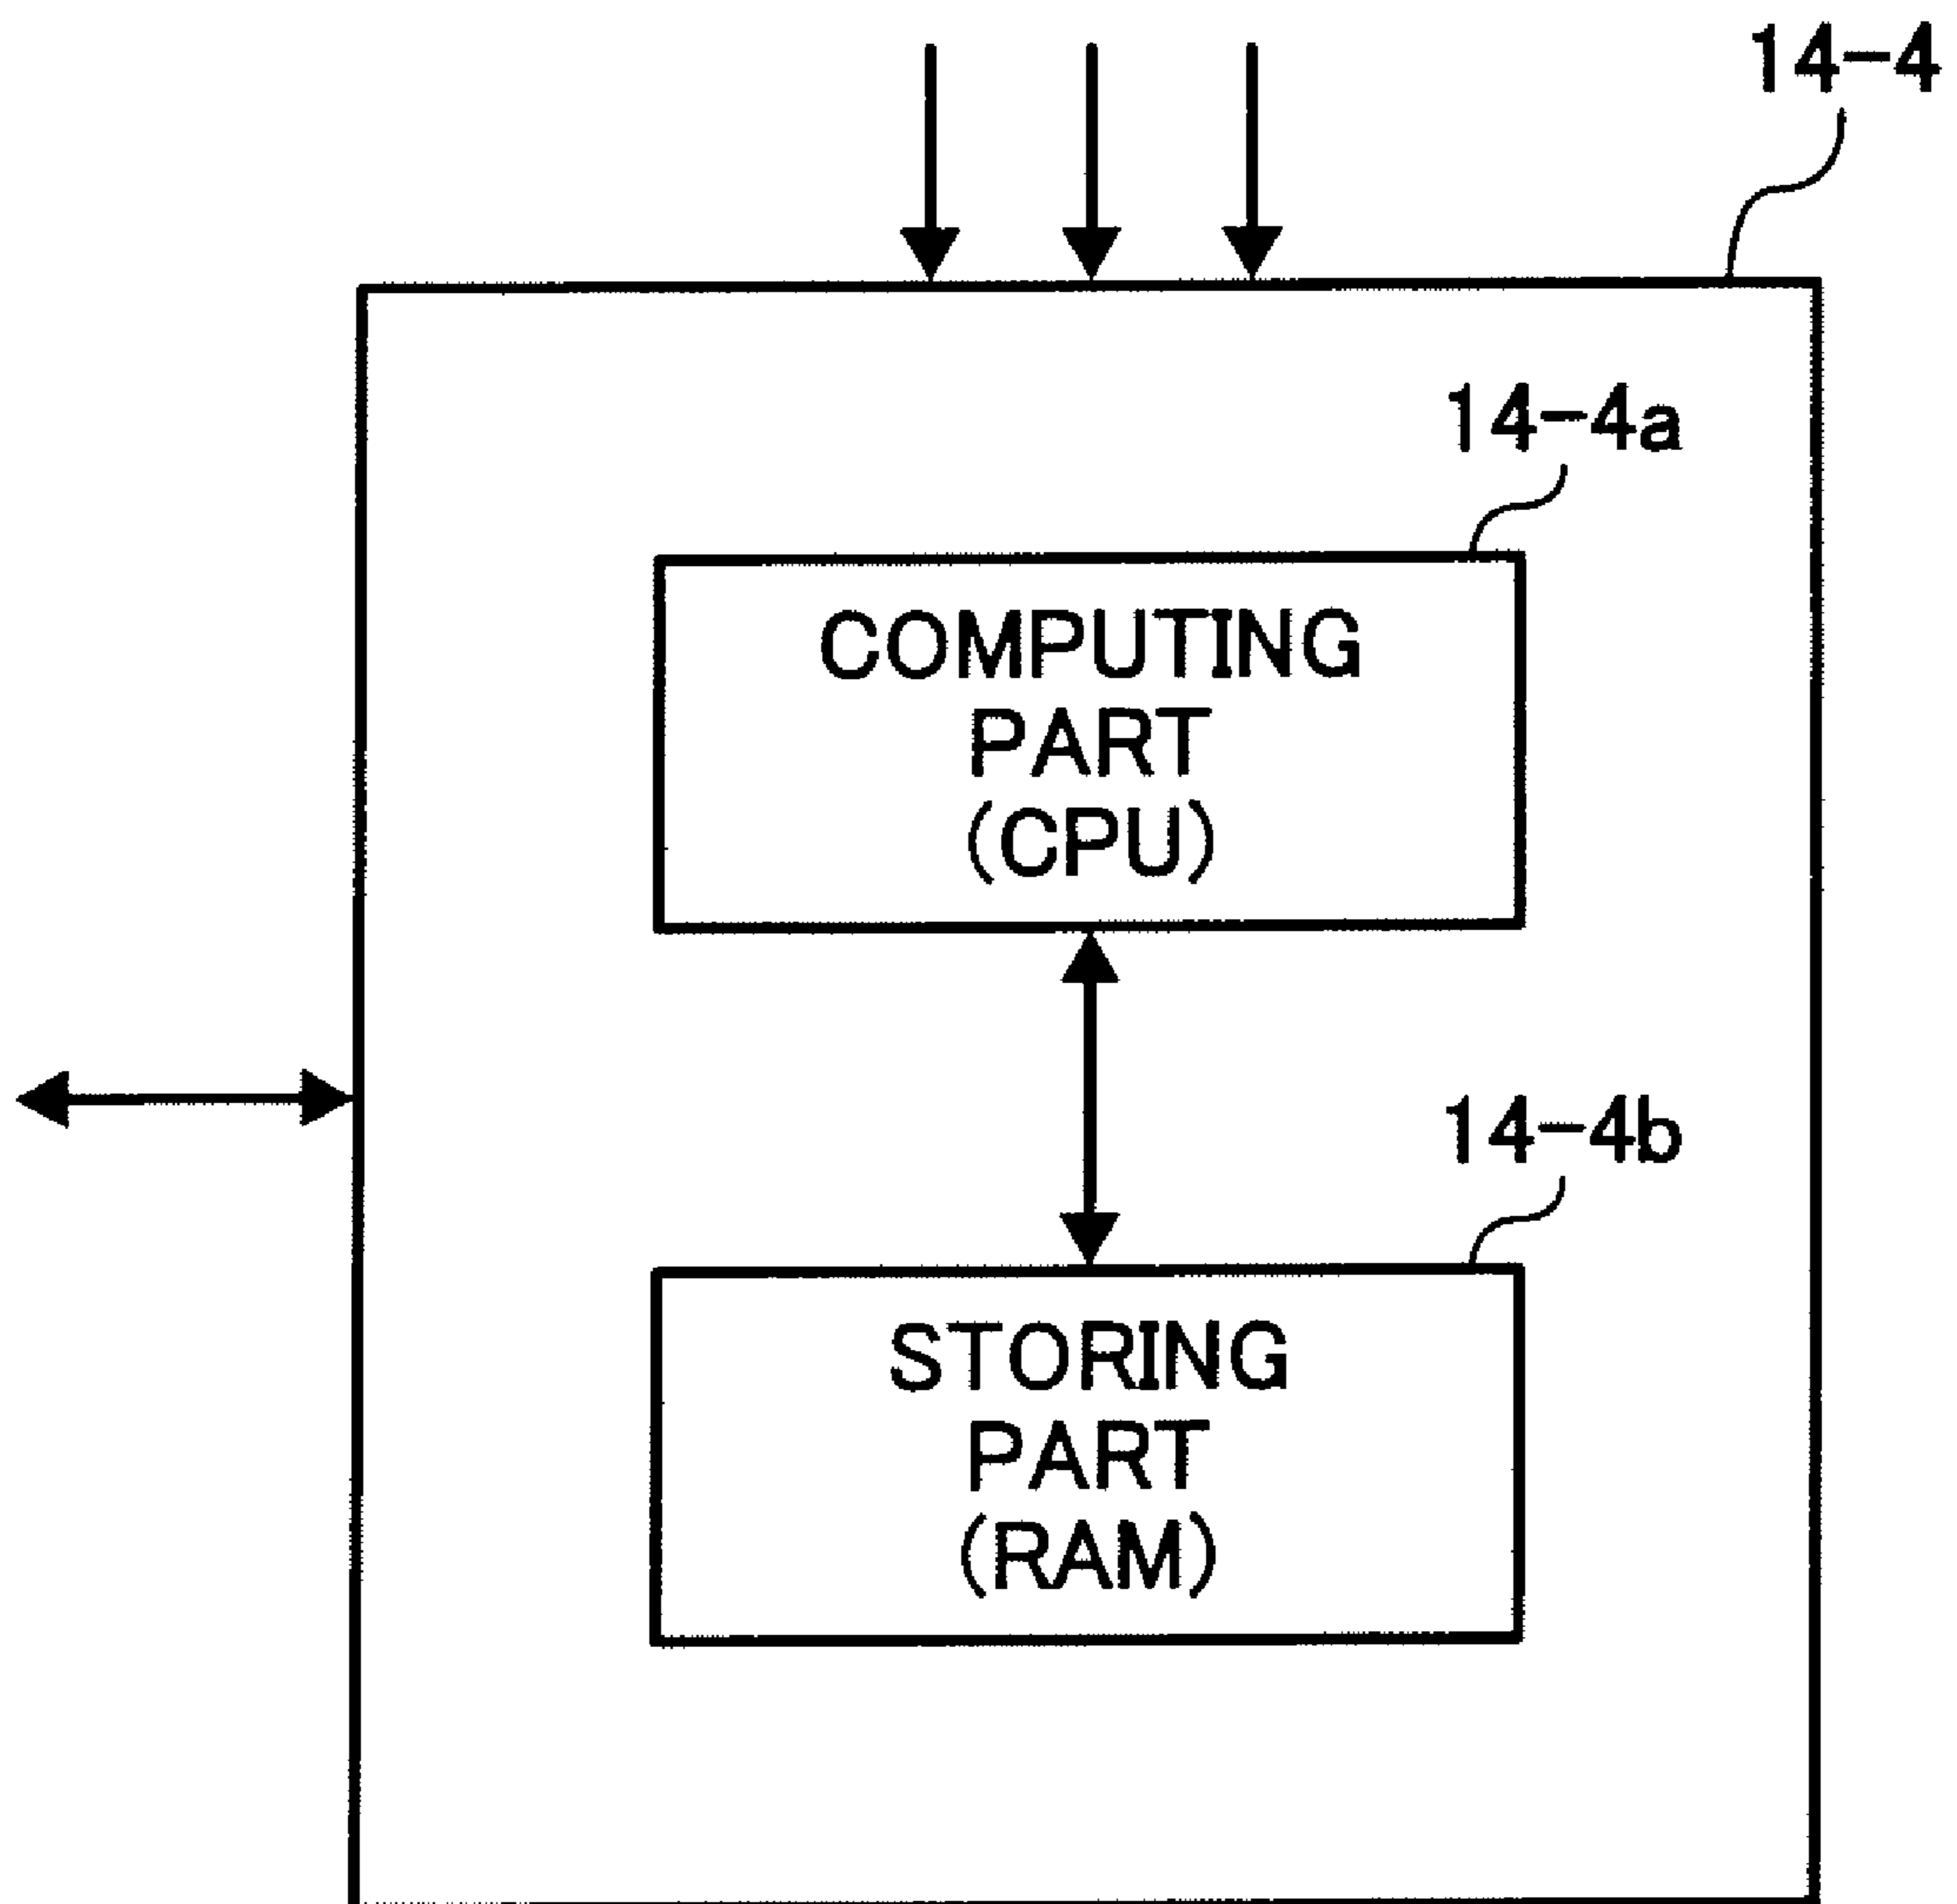 14-4
14-4a
COMPUTING
PART
(CPU)
14-4b
STORING
PART
(RAM)